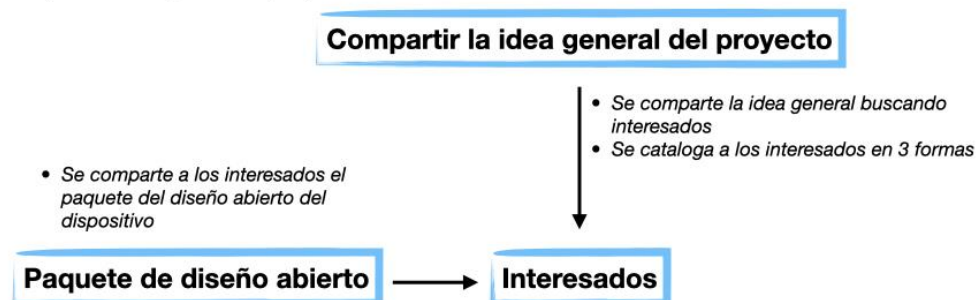 Compartir la idea general del proyecto
• Se comparte la idea general buscando
interesados
• Se cataloga a los interesados en 3 formas
• Se comparte a los interesados el
paquete del diseño abierto del
dispositivo
Paquete de diseño abierto
Interesados